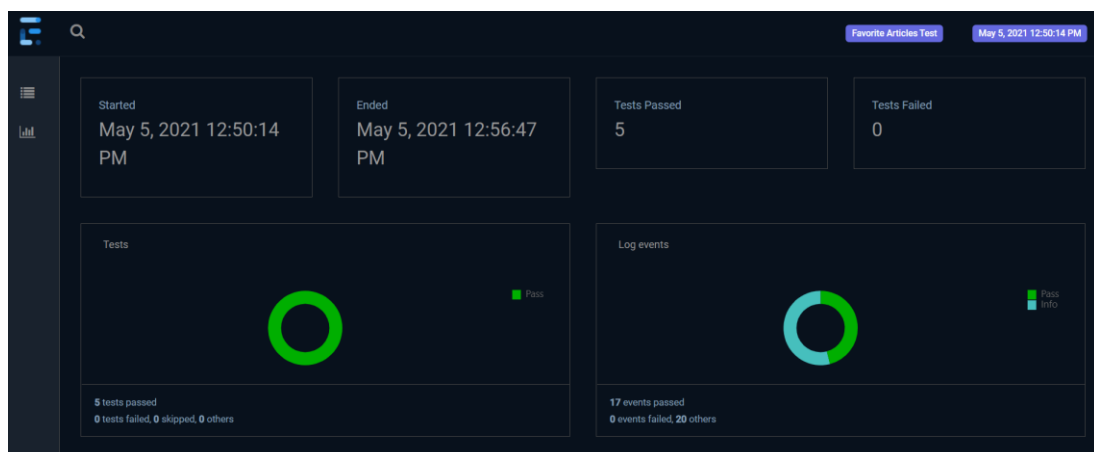 Favorite Articles Test
May 5, 2021 12:50:14 PM
Started
May 5, 2021 12:50:14
PM
Ended
May 5, 2021 12:56:47
PM
Tests Passed
5
Tests Failed
0
Tests
Pass
5 tests passed
0 tests failed, 0 skipped, 0 others
Log events
Pass
Info
17 events passed
0 events failed, 20 others